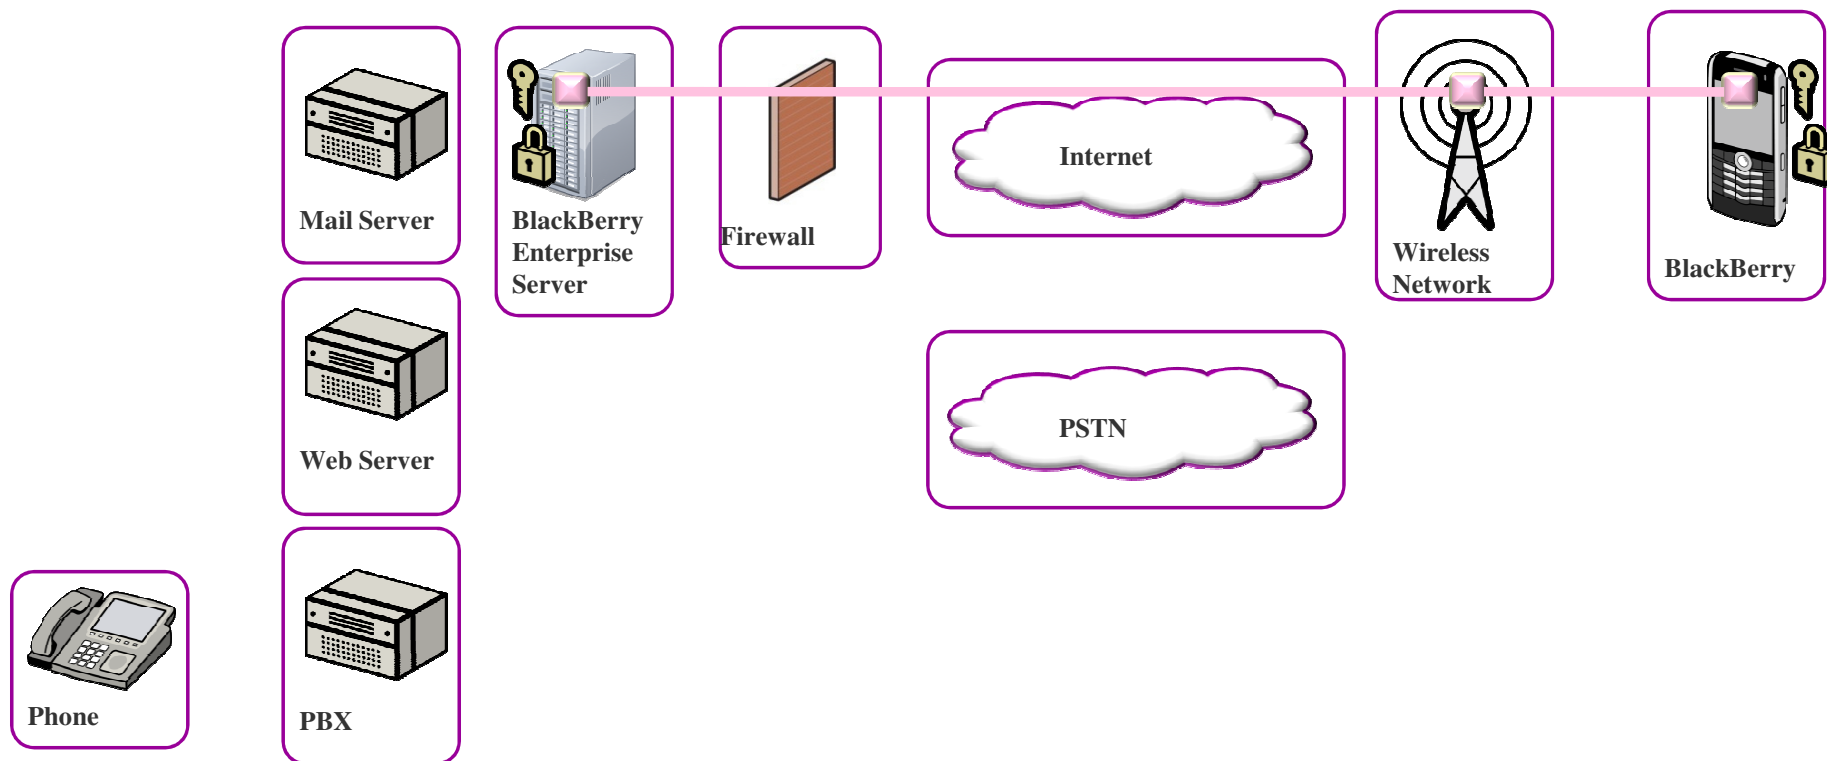 Mail Server
BlackBerry
Enterprise
Server
Firewall
Internet
Wireless
Network
BlackBerry
Web Server
PSTN
Phone
PBX